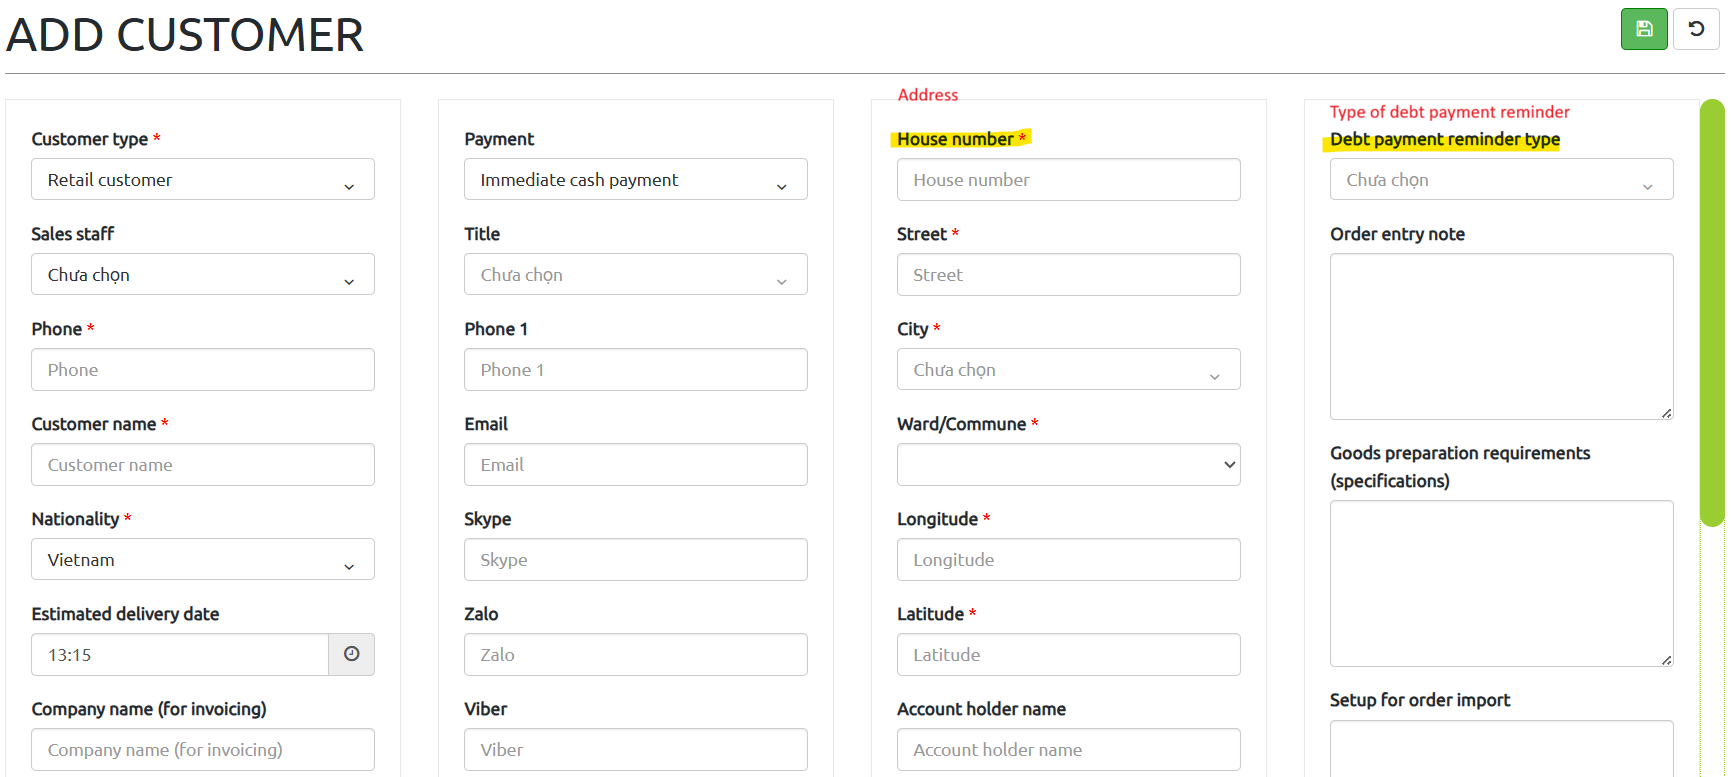 ADD CUSTOMER
Customer type *
Retail customer
Sales staff
Chưa chọn
Phone *
Phone
Customer name *
Customer name
Nationality *
Vietnam
Estimated delivery date
13:15
Company name (for invoicing)
Company name (for invoicing)
Payment
Immediate cash payment
Title
Chưa chọn
Phone 1
Phone 1
Email
Email
Skype
Skype
Zalo
Zalo
Viber
Viber
Address
House number *
House number
Street *
Street
City *
Chưa chọn
Ward/Commune *
Longitude *
Longitude
Latitude *
Latitude
Account holder name
Account holder name
Type of debt payment reminder
Debt payment reminder type
Chưa chọn
Order entry note
Goods preparation requirements
(specifications)
Setup for order import